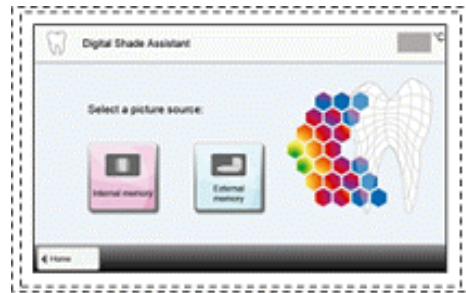 Digital Shade Assistant
°C
Select a picture source:
Internal memory
External
memory
Home